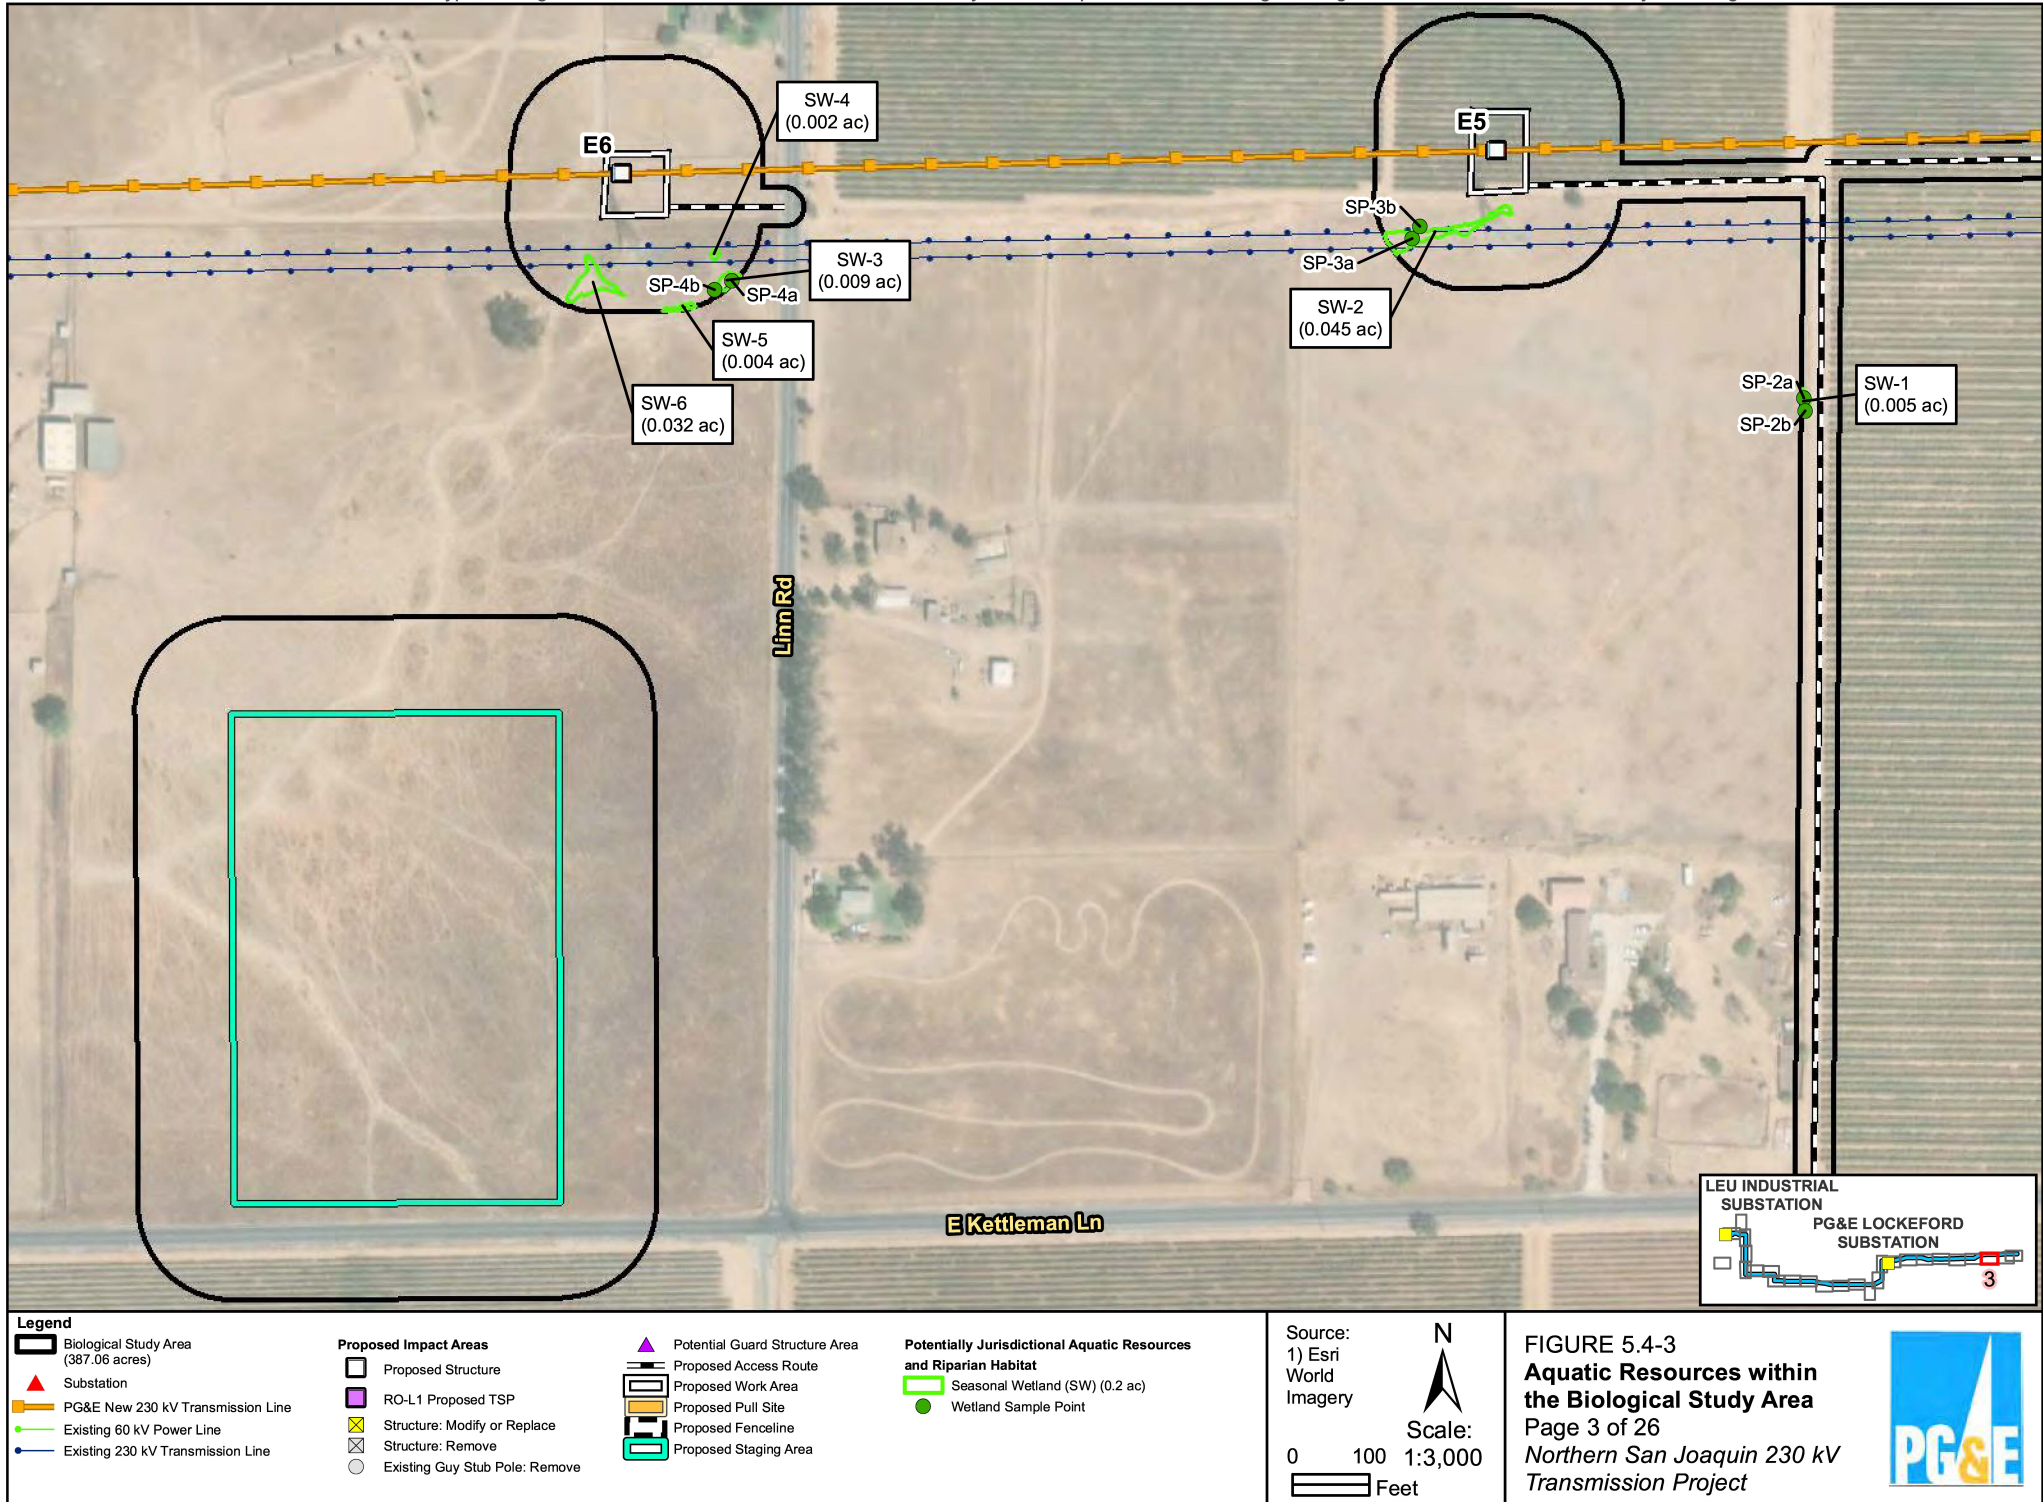 SW-4
(0.002 ac)
E6
E5
SP-3b
SP-3a
SW-3
(0.009 ac)
SP-4b
SP-4a
SW-2
(0.045 ac)
SW-5
(0.004 ac)
SW-6
(0.032 ac)
SP-2a
SW-1
(0.005 ac)
SP-2b
Linn Rd
E Kettleman Ln
LEU INDUSTRIAL
SUBSTATION
PG&E LOCKEFORD
SUBSTATION
3
Legend
Biological Study Area
(387.06 acres)
Substation
PG&E New 230 kV Transmission Line
Existing 60 kV Power Line
Existing 230 kV Transmission Line
Proposed Impact Areas
Proposed Structure
RO-L1 Proposed TSP
Structure: Modify or Replace
Structure: Remove
Existing Guy Stub Pole: Remove
Potential Guard Structure Area
Proposed Access Route
Proposed Work Area
Proposed Pull Site
Proposed Fenceline
Proposed Staging Area
Potentially Jurisdictional Aquatic Resources
and Riparian Habitat
Seasonal Wetland (SW) (0.2 ac)
Wetland Sample Point
Source:
1) Esri
World
Imagery
N
Scale:
1:3,000
0 100
Feet
FIGURE 5.4-3
Aquatic Resources within
the Biological Study Area
Page 3 of 26
Northern San Joaquin 230 kV
Transmission Project
PG&E